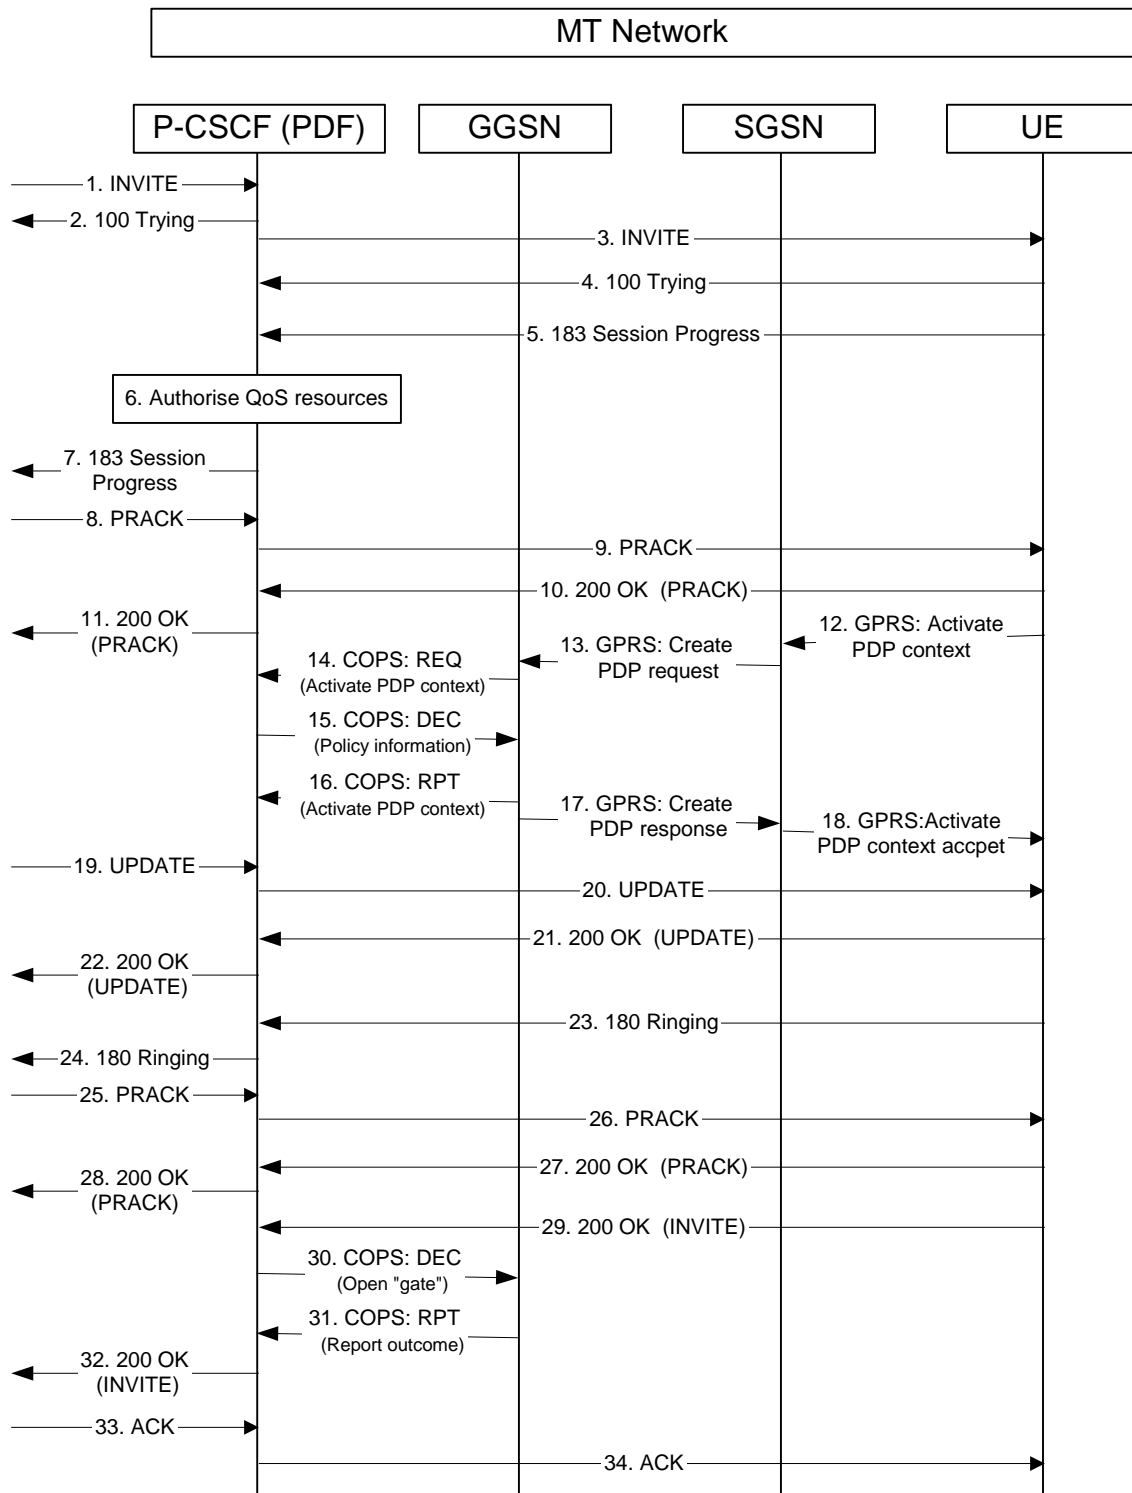 MT Network
P-CSCF (PDF)
GGSN
SGSN
UE
1. INVITE
2. 100 Trying
3. INVITE
4. 100 Trying
5. 183 Session Progress
6. Authorise QoS resources
7. 183 Session
Progress
8. PRACK
9. PRACK
10. 200 OK (PRACK)
11. 200 OK
(PRACK)
12. GPRS: Activate
PDP context
13. GPRS: Create
PDP request
14. COPS: REQ
(Activate PDP context)
15. COPS: DEC
(Policy information)
16. COPS: RPT
(Activate PDP context)
17. GPRS: Create
PDP response
18. GPRS:Activate
PDP context accpet
19. UPDATE
20. UPDATE
21. 200 OK (UPDATE)
22. 200 OK
(UPDATE)
23. 180 Ringing
24. 180 Ringing
25. PRACK
26. PRACK
27. 200 OK (PRACK)
28. 200 OK
(PRACK)
29. 200 OK (INVITE)
30. COPS: DEC
(Open "gate")
31. COPS: RPT
(Report outcome)
32. 200 OK
(INVITE)
33. ACK
34. ACK